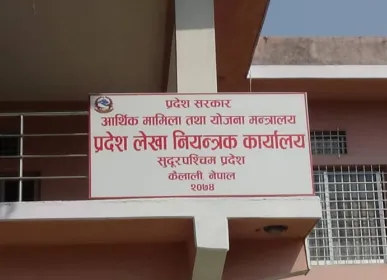 प्रदेश सरकार
आर्थिक मामिला तथा योजना मन्त्रालय
प्रदेश लेखा नियन्त्रक कार्यालय
सुदूरपश्चिम प्रदेश
कैलाली, नेपाल
२०७४